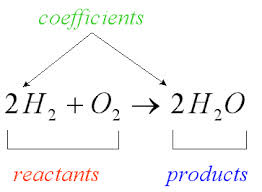 coefficients
2H₂ + O₂ → 2H₂O
reactants products